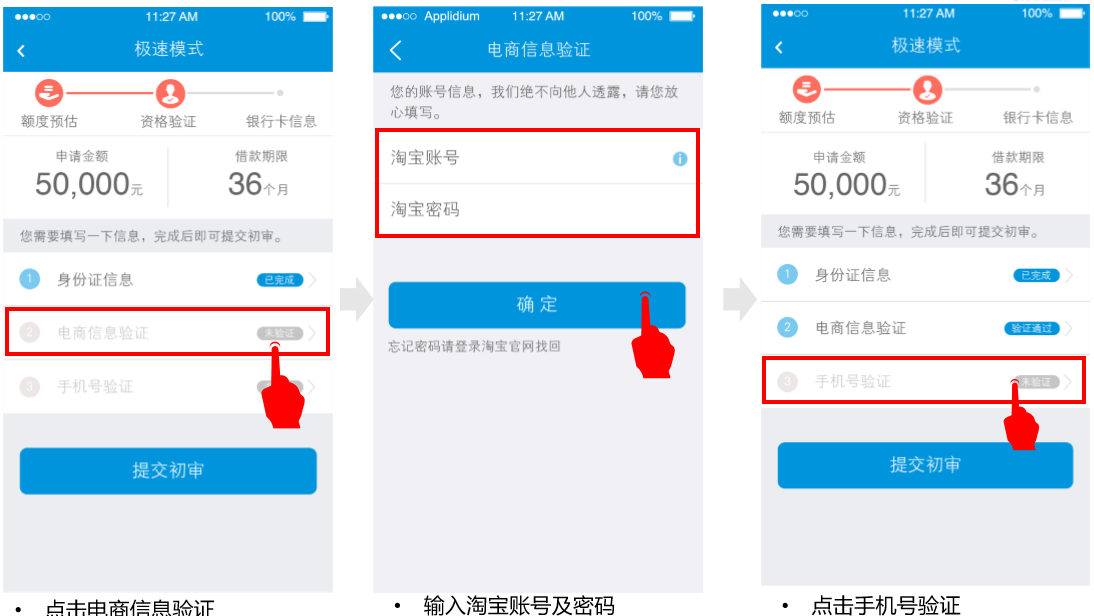 11:27 AM 100%
极速模式
额度预估 资格验证 银行卡信息
申请金额 借款期限
50,000元 36个月
您需要填写一下信息，完成后即可提交初审。
1 身份证信息 已完成
2 电商信息验证 未验证
3 手机号验证
提交初审
• 点击电商信息验证
Applidium 11:27 AM 100%
电商信息验证
您的账号信息，我们绝不向他人透露，请您放
心填写。
淘宝账号
淘宝密码
确 定
忘记密码请登录淘宝官网找回
• 输入淘宝账号及密码
11:27 AM 100%
极速模式
额度预估 资格验证 银行卡信息
申请金额 借款期限
50,000元 36个月
您需要填写一下信息，完成后即可提交初审。
1 身份证信息 已完成
2 电商信息验证 验证通过
3 手机号验证 未验证
提交初审
• 点击手机号验证